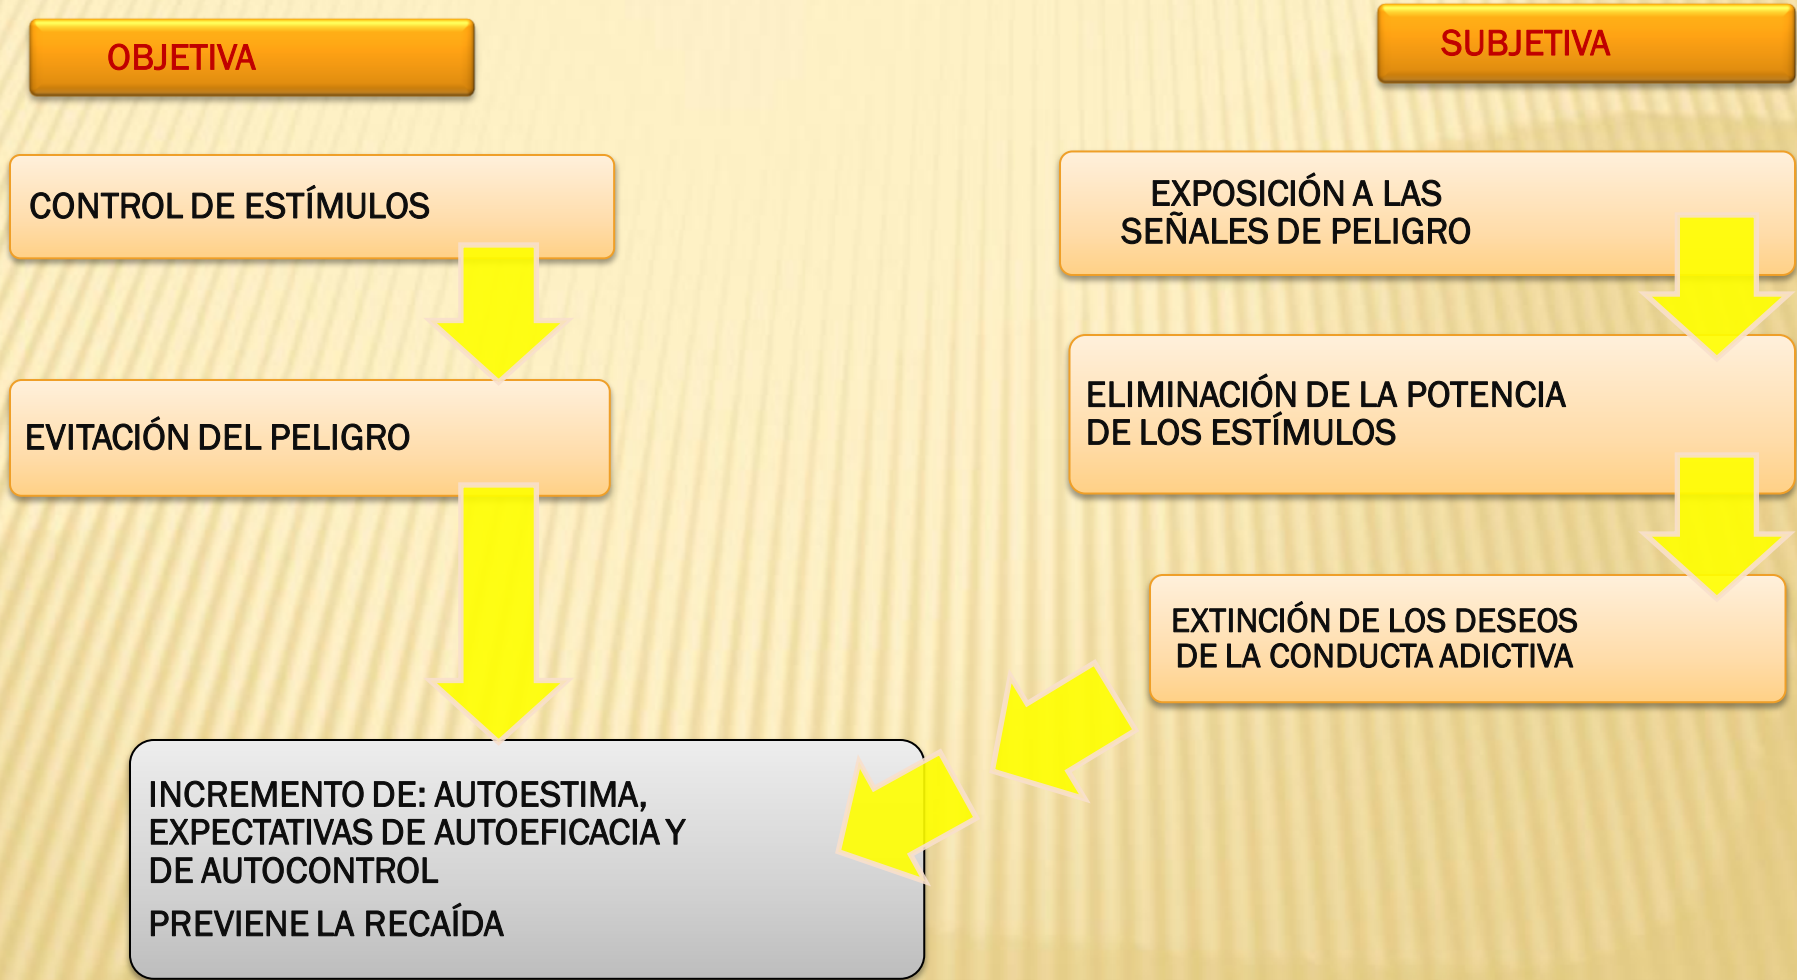 OBJETIVA
SUBJETIVA
CONTROL DE ESTÍMULOS
EXPOSICIÓN A LAS
SEÑALES DE PELIGRO
EVITACIÓN DEL PELIGRO
ELIMINACIÓN DE LA POTENCIA
DE LOS ESTÍMULOS
EXTINCIÓN DE LOS DESEOS
DE LA CONDUCTA ADICTIVA
INCREMENTO DE: AUTOESTIMA,
EXPECTATIVAS DE AUTOEFICACIA Y
DE AUTOCONTROL
PREVIENE LA RECAÍDA